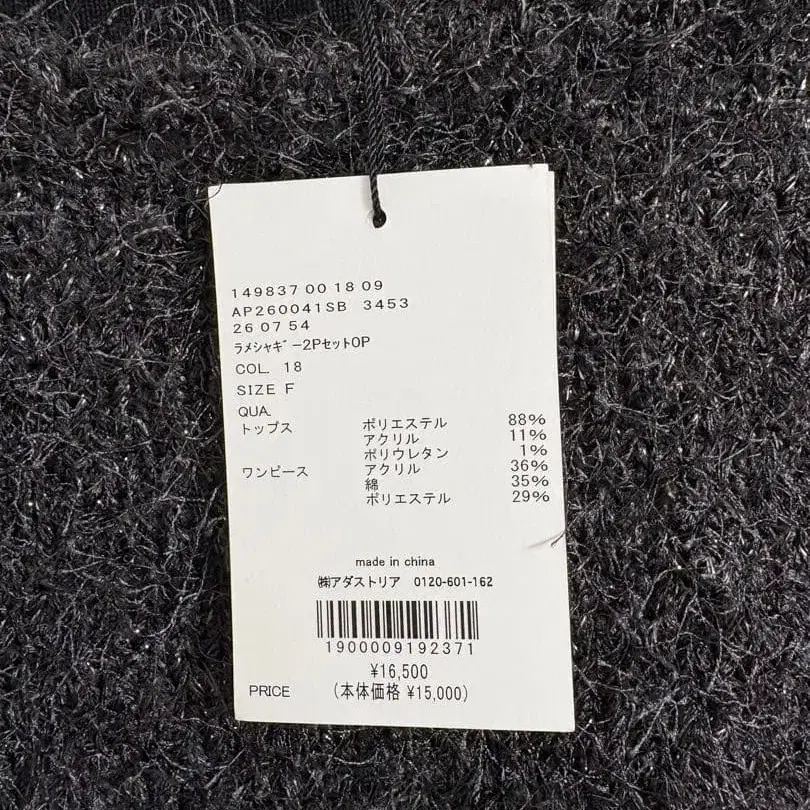 149837 00 18 09
AP260041SB 3453
26 07 54
ﾗﾒｼｬｷﾞｰ2PｾｯﾄOP
COL. 18
SIZE F
QUA.
トップス ポリエステル 88%
アクリル 11%
ポリウレタン 1%
ワンピース アクリル 36%
綿 35%
ポリエステル 29%
made in china
㈱アダストリア 0120-601-162
1900009192371
¥16,500
PRICE (本体価格 ¥15,000)